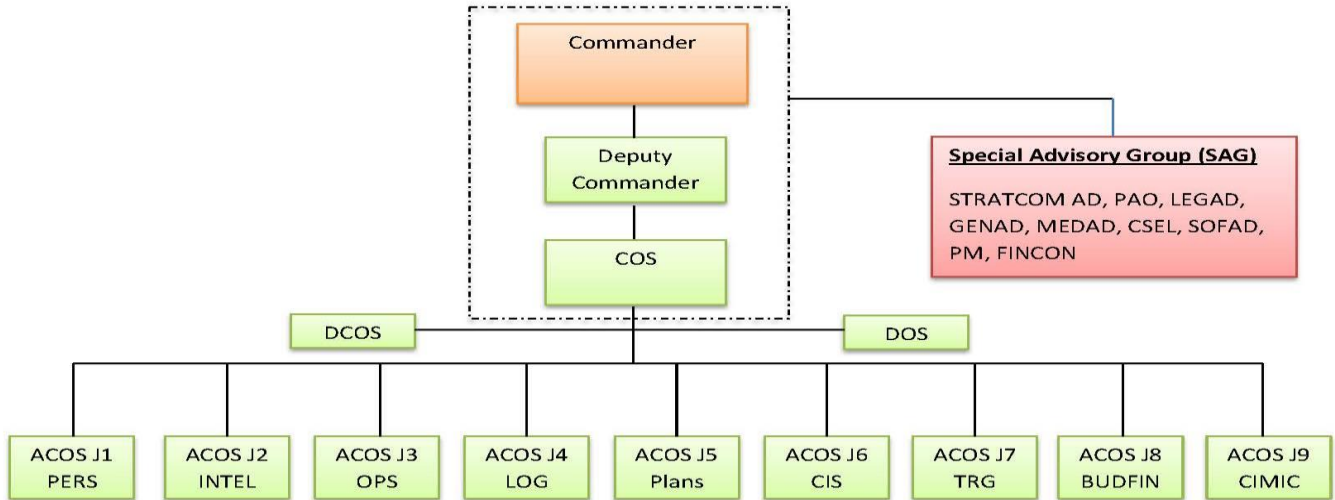 Commander
Deputy
Commander
COS
Special Advisory Group (SAG)
STRATCOM AD, PAO, LEGAD,
GENAD, MEDAD, CSEL, SOFAD,
PM, FINCON
DCOS
DOS
ACOS J1
PERS
ACOS J2
INTEL
ACOS J3
OPS
ACOS J4
LOG
ACOS J5
Plans
ACOS J6
CIS
ACOS J7
TRG
ACOS J8
BUDFIN
ACOS J9
CIMIC